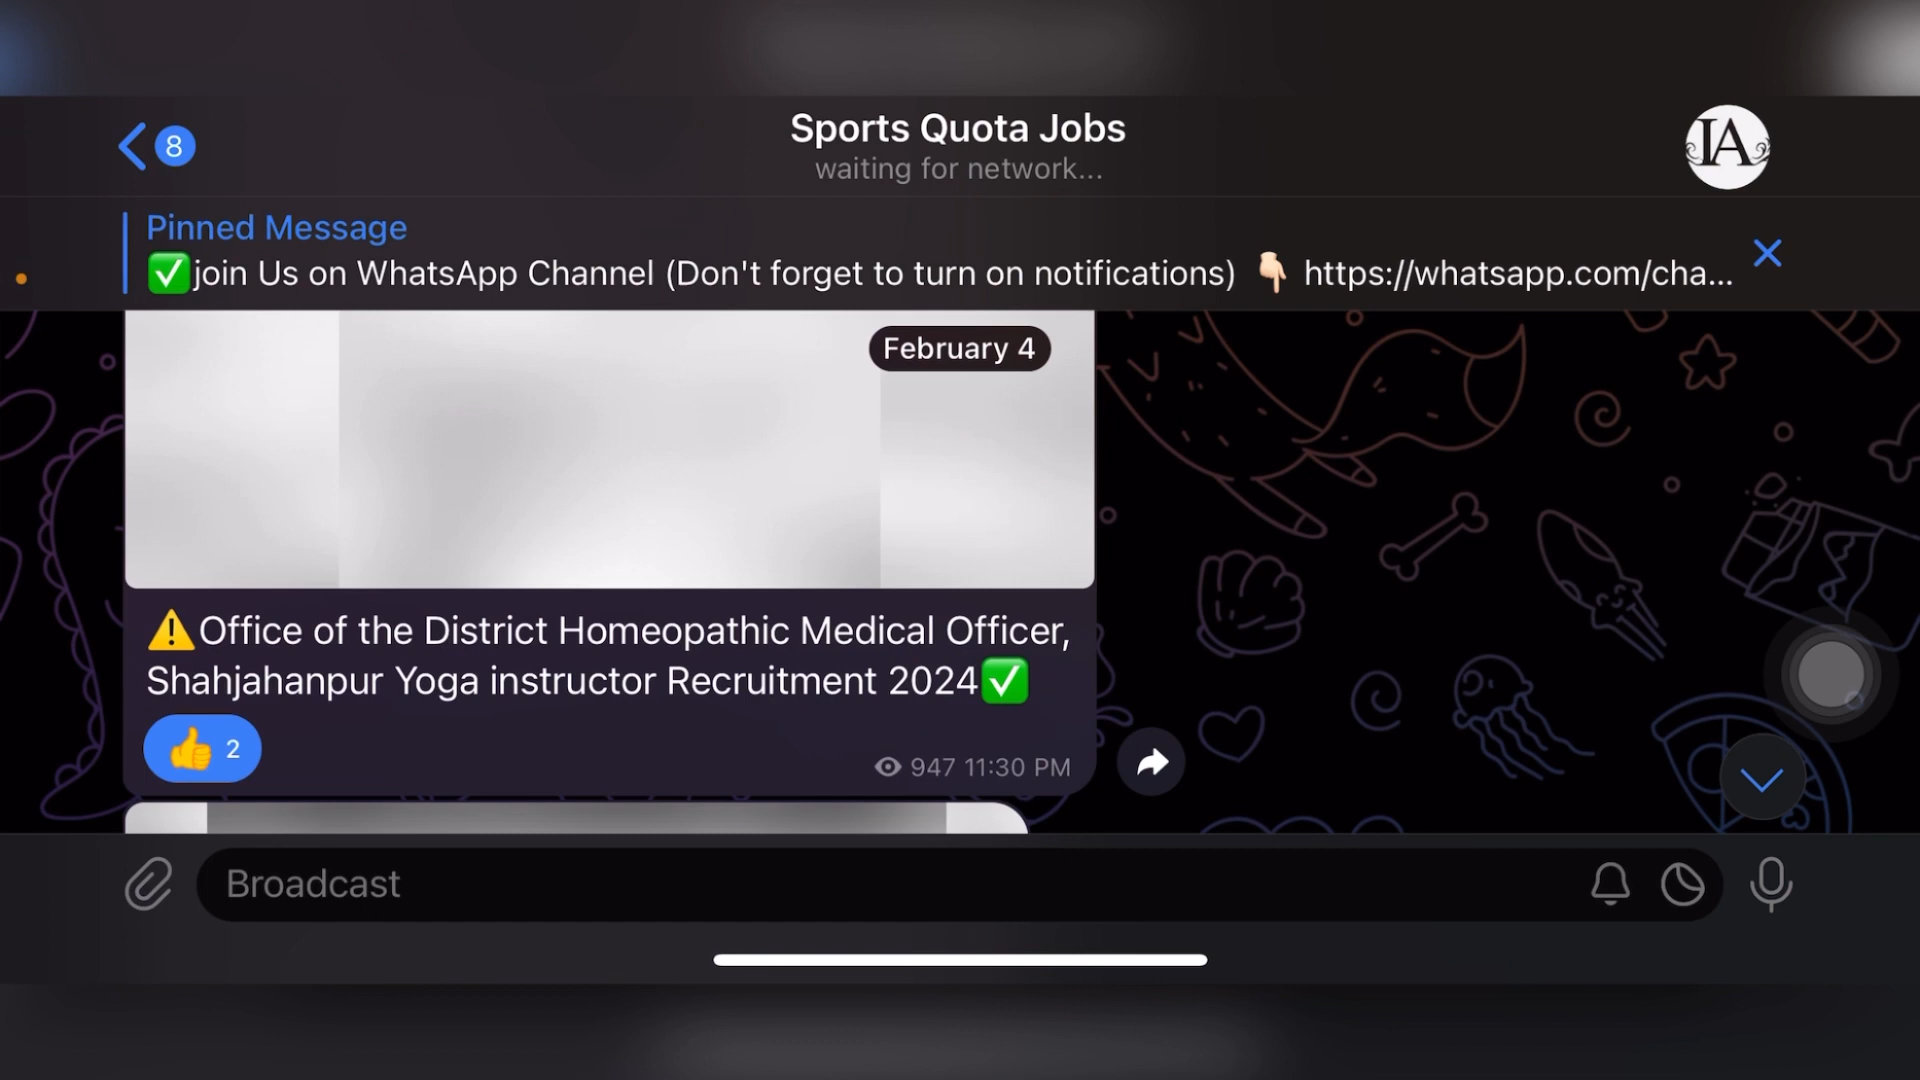 8
Sports Quota Jobs
waiting for network...
IA
Pinned Message
✅join Us on WhatsApp Channel (Don't forget to turn on notifications) 👇🏻 https://whatsapp.com/cha...
February 4
⚠️Office of the District Homeopathic Medical Officer,
Shahjahanpur Yoga instructor Recruitment 2024✅
👍 2
947 11:30 PM
Broadcast